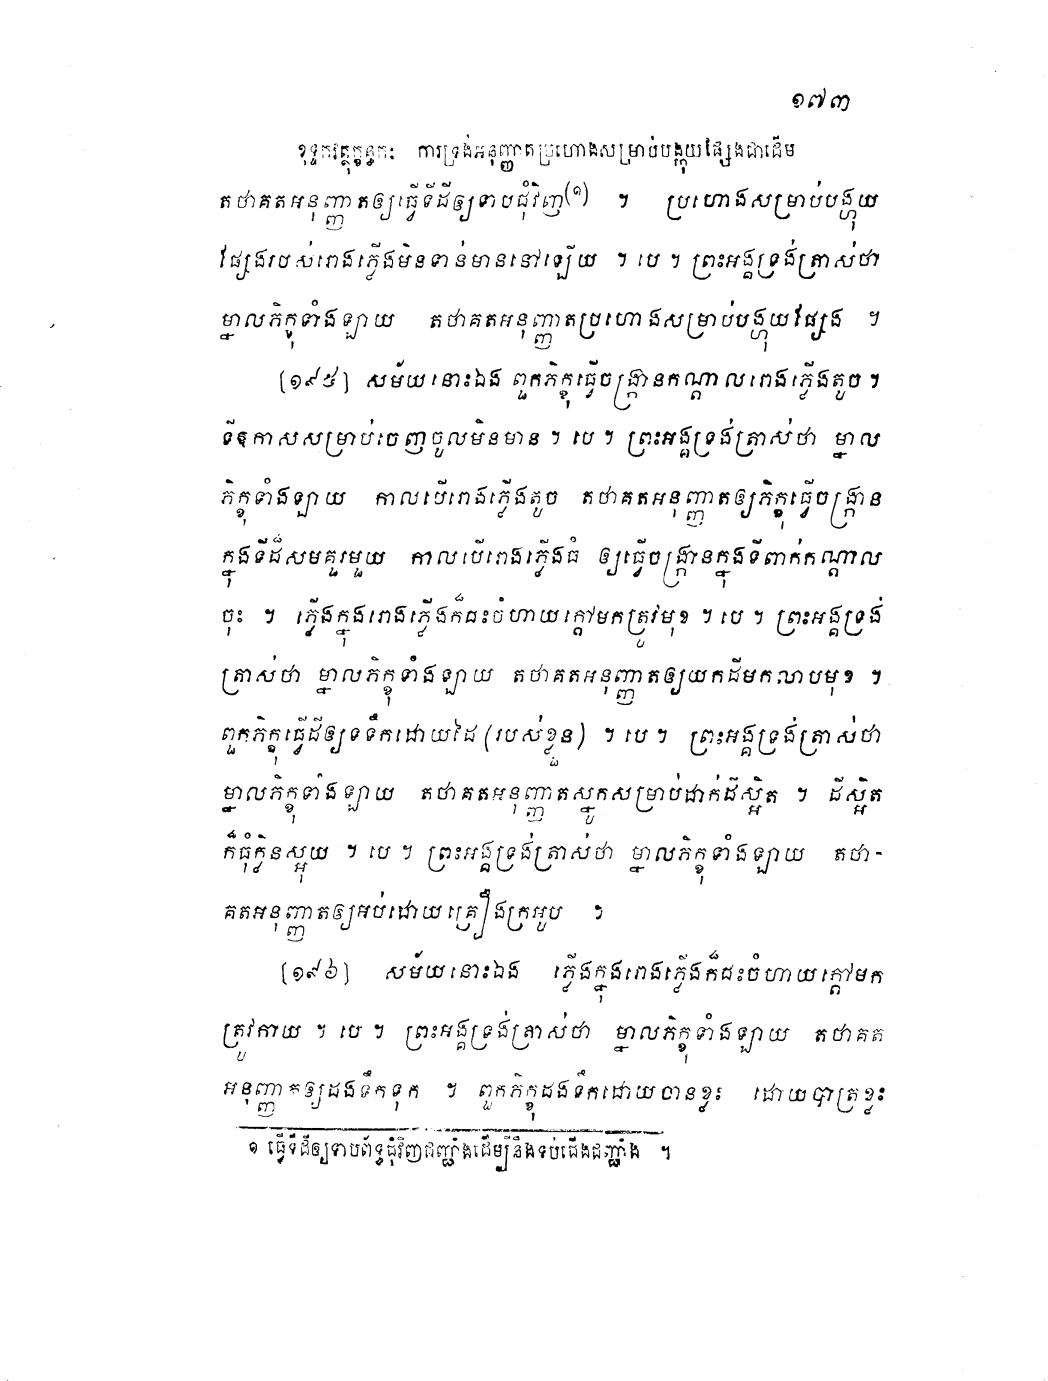 ១៧៣
ខុទ្ទកវត្ថុក្ខន្ធកៈ ការទ្រង់អនុញ្ញាតប្រហោងសម្រាប់បង្ហុយផ្សែងជាដើម
តថាគតអនុញ្ញាតឲ្យធ្វើទីដីឲ្យទាបជុំវិញ(១) ។ ប្រហោងសម្រាប់បង្ហុយ
ផ្សែងរបស់រោងភ្លើងមិនទាន់មាននៅឡើយ ។ បេ ។ ព្រះអង្គទ្រង់ត្រាស់ថា
ម្នាលភិក្ខុទាំងឡាយ តថាគតអនុញ្ញាតប្រហោងសម្រាប់បង្ហុយផ្សែង ។
[១៩៥] សម័យនោះឯង ពួកភិក្ខុធ្វើចង្ក្រានកណ្តាលរោងភ្លើងតូច ។
ទីឱកាសសម្រាប់ចេញចូលមិនមាន ។ បេ ។ ព្រះអង្គទ្រង់ត្រាស់ថា ម្នាល
ភិក្ខុទាំងឡាយ កាលបើរោងភ្លើងតូច តថាគតអនុញ្ញាតឲ្យភិក្ខុធ្វើចង្ក្រាន
ក្នុងទីដ៏សមគួរមួយ កាលបើរោងភ្លើងធំ ឲ្យធ្វើចង្ក្រានក្នុងទីពាក់កណ្តាល
ចុះ ។ ភ្លើងក្នុងរោងភ្លើងក៏ជះចំហាយក្តៅមកត្រូវមុខ ។ បេ ។ ព្រះអង្គទ្រង់
ត្រាស់ថា ម្នាលភិក្ខុទាំងឡាយ តថាគតអនុញ្ញាតឲ្យយកដីមកលាបមុខ ។
ពួកភិក្ខុធ្វើដីឲ្យទទឹកដោយដៃ (របស់ខ្លួន) ។ បេ ។ ព្រះអង្គទ្រង់ត្រាស់ថា
ម្នាលភិក្ខុទាំងឡាយ តថាគតអនុញ្ញាតស្នូកសម្រាប់ដាក់ដីស្អិត ។ ដីស្អិត
ក៏ធុំក្លិនស្អុយ ។ បេ ។ ព្រះអង្គទ្រង់ត្រាស់ថា ម្នាលភិក្ខុទាំងឡាយ តថា-
គតអនុញ្ញាតឲ្យអប់ដោយគ្រឿងក្រអូប ។
[១៩៦] សម័យនោះឯង ភ្លើងក្នុងរោងភ្លើងក៏ជះចំហាយក្តៅមក
ត្រូវកាយ ។ បេ ។ ព្រះអង្គទ្រង់ត្រាស់ថា ម្នាលភិក្ខុទាំងឡាយ តថាគត
អនុញ្ញាតឲ្យដងទឹកទុក ។ ពួកភិក្ខុដងទឹកដោយចានខ្លះ ដោយបាត្រខ្លះ
១ ធ្វើទីដីឲ្យទាបព័ទ្ធជុំវិញជញ្ជាំងដើម្បីនឹងទប់ជើងជញ្ជាំង ។